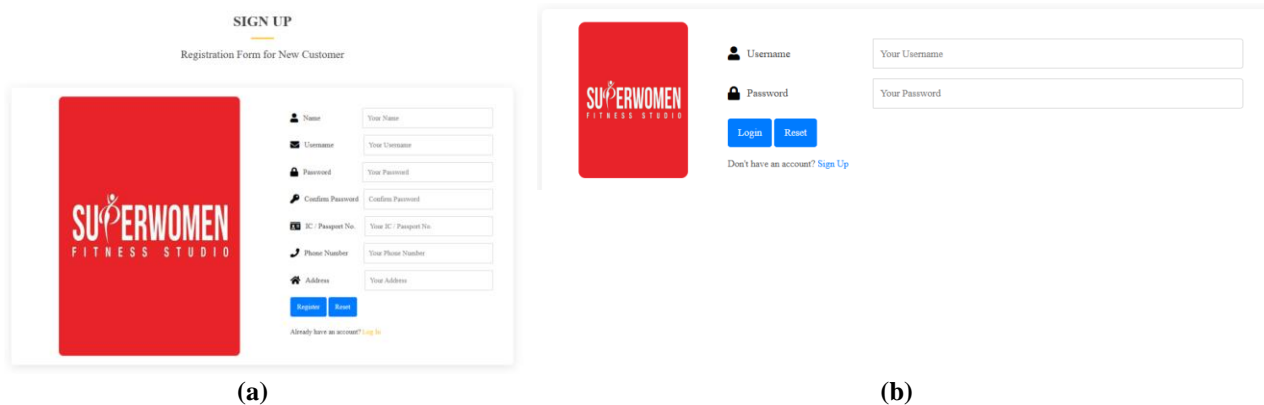 SIGN UP
Registration Form for New Customer
SUPERWOMEN
FITNESS STUDIO
Name Your Name
Username Your Username
Password Your Password
Confirm Password Confirm Password
IC / Passport No. Your IC / Passport No.
Phone Number Your Phone Number
Address Your Address
Register Reset
Already have an account? Log In
(a)
SUPERWOMEN
FITNESS STUDIO
Username Your Username
Password Your Password
Login Reset
Don't have an account? Sign Up
(b)